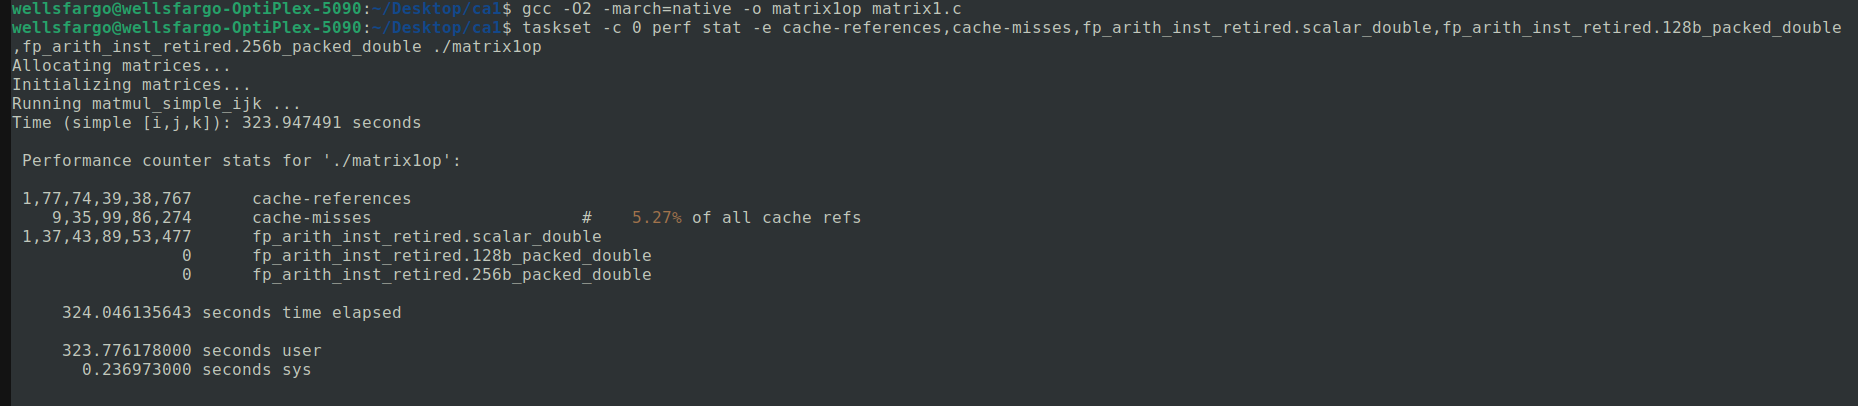 wellsfargo@wellsfargo-OptiPlex-5090:~/Desktop/ca1$ gcc -O2 -march=native -o matrix1op matrix1.c
wellsfargo@wellsfargo-OptiPlex-5090:~/Desktop/ca1$ taskset -c 0 perf stat -e cache-references,cache-misses,fp_arith_inst_retired.scalar_double,fp_arith_inst_retired.128b_packed_double
,fp_arith_inst_retired.256b_packed_double ./matrix1op
Allocating matrices...
Initializing matrices...
Running matmul_simple_ijk ...
Time (simple [i,j,k]): 323.947491 seconds
Performance counter stats for './matrix1op':
1,77,74,39,38,767 cache-references
9,35,99,86,274 cache-misses # 5.27% of all cache refs
1,37,43,89,53,477 fp_arith_inst_retired.scalar_double
0 fp_arith_inst_retired.128b_packed_double
0 fp_arith_inst_retired.256b_packed_double
324.046135643 seconds time elapsed
323.776178000 seconds user
0.236973000 seconds sys